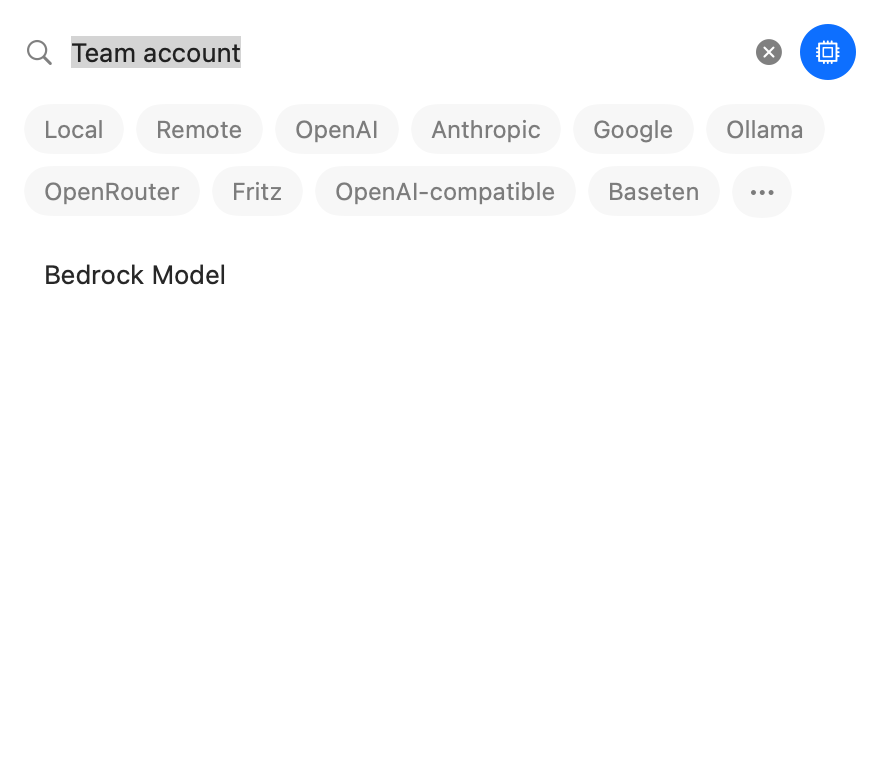 Team account
Local Remote OpenAI Anthropic Google Ollama
OpenRouter Fritz OpenAI-compatible Baseten ...
Bedrock Model